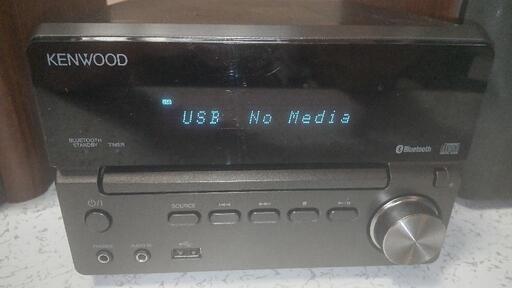 KENWOOD
USB No Media
BLUETOOTH
STANDBY TIMER
Bluetooth
SOURCE
PHONES AUDIO IN